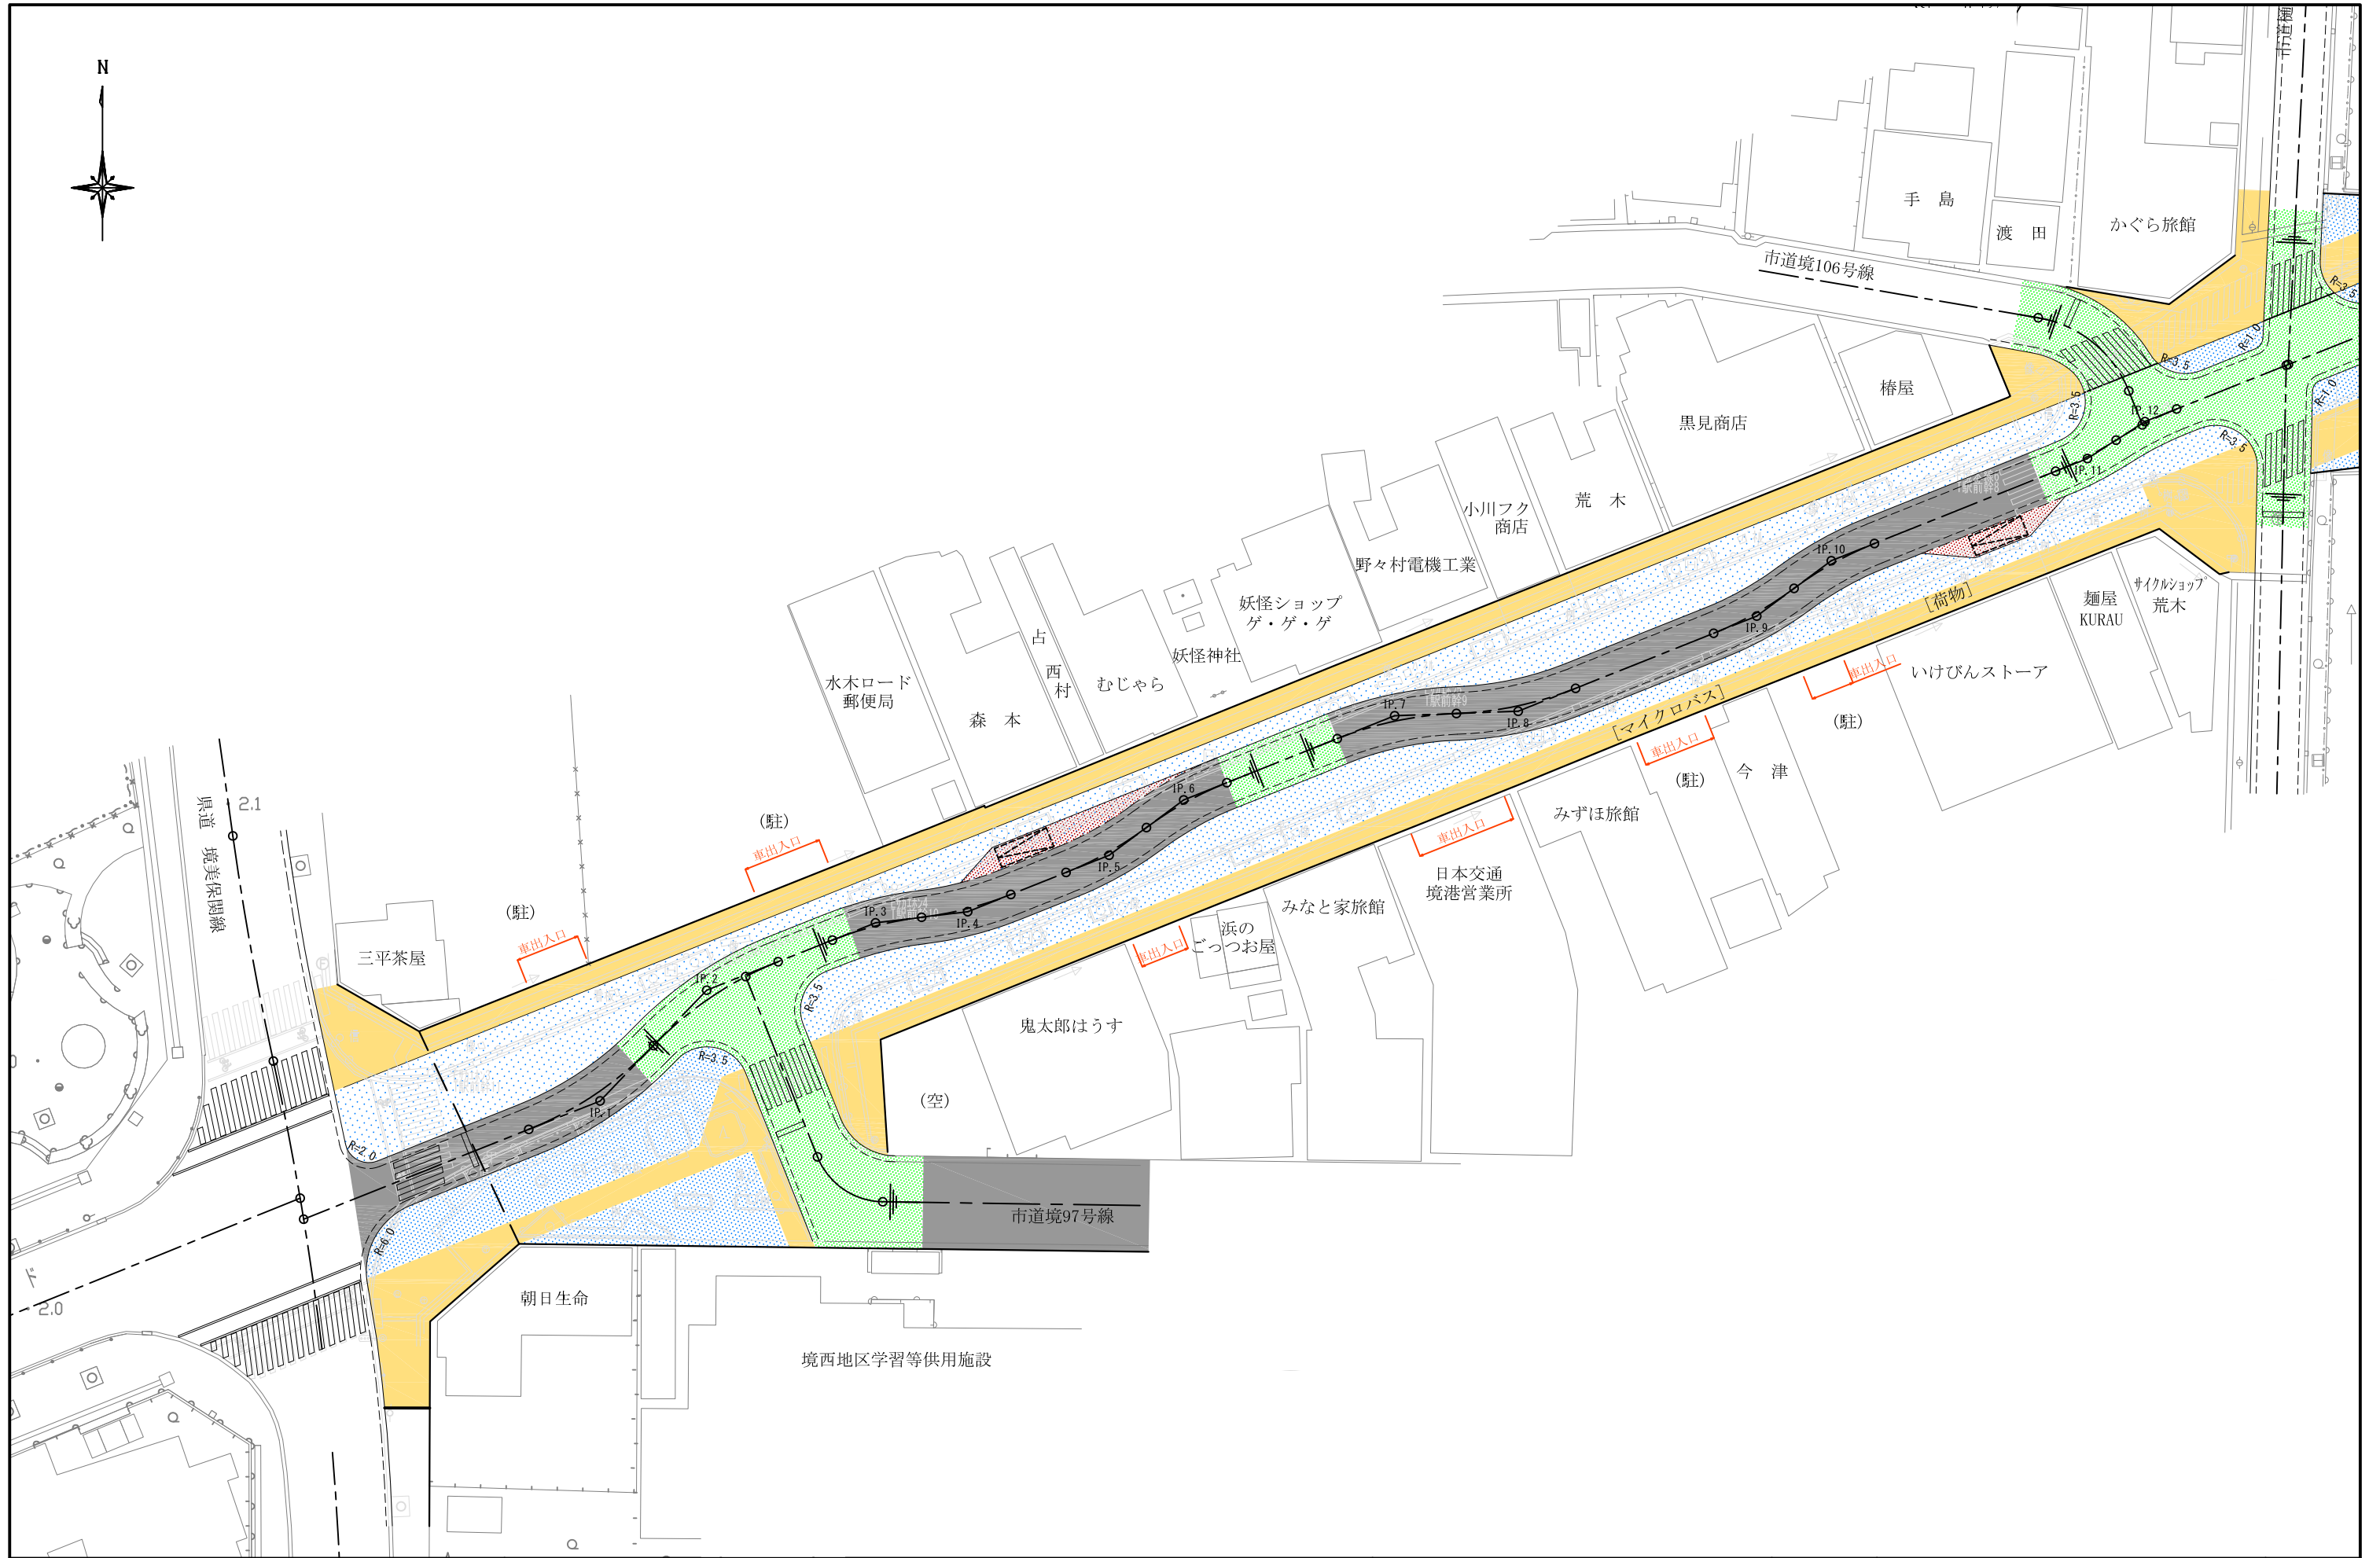 N
手 島
渡 田
かぐら旅館
市道境106号線
R=3.5
R=3.5
R=1.0
R=3.5
R=1.0
R=3.5
IP.12
IP.11
椿屋
黒見商店
荒 木
小川フク
商店
野々村電機工業
妖怪ショップ
ゲ・ゲ・ゲ
妖怪神社
むじゃら
占
西
村
森 木
水木ロード
郵便局
IP.10
IP.9
[荷物]
麺屋
KURAU
サイクルショップ
荒木
いけびんストーア
車出入口
(駐)
[マイクロバス]
車出入口
(駐)
今 津
IP.7
IP.8
IP.6
IP.5
IP.3
IP.4
みずほ旅館
車出入口
日本交通
境港営業所
みなと家旅館
浜の
ごっつお屋
車出入口
鬼太郎はうす
(空)
(駐)
車出入口
(駐)
車出入口
県道 境美保関線
2.1
三平茶屋
IP.2
R=3.5
R=3.5
IP.1
R=2.0
R=6.0
市道境97号線
2.0
朝日生命
境西地区学習等供用施設